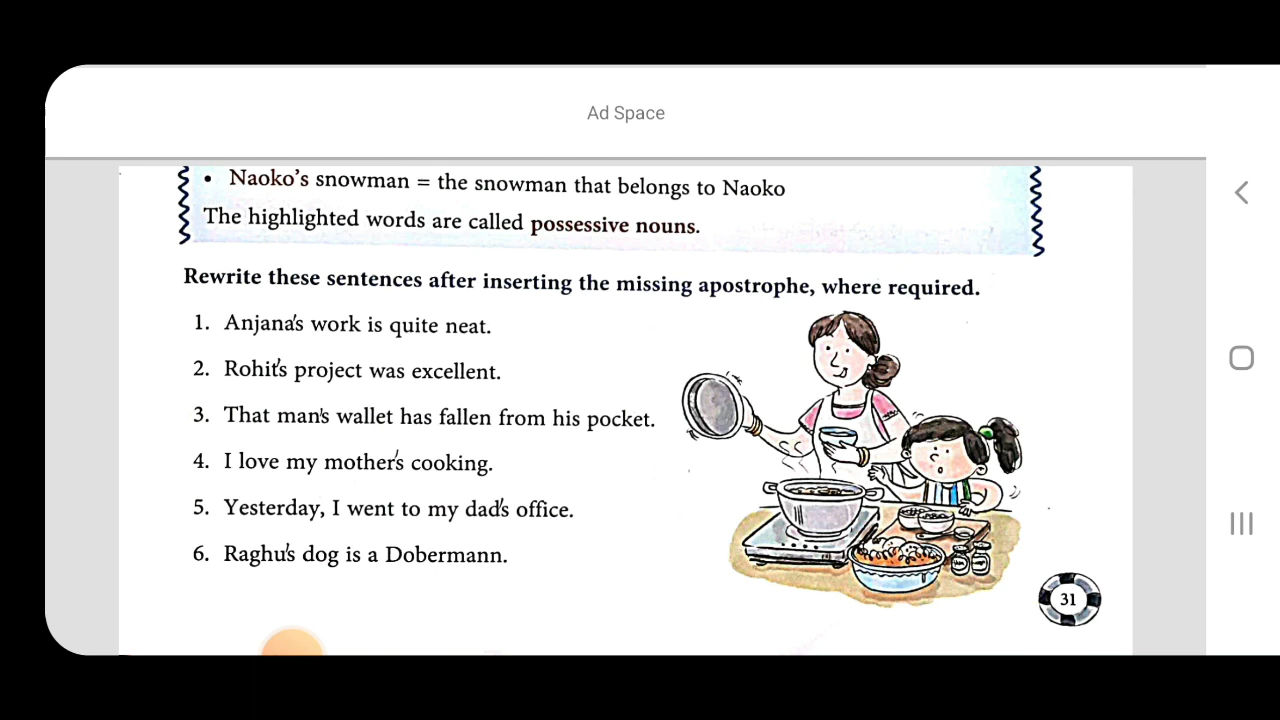 Ad Space
• Naoko's snowman = the snowman that belongs to Naoko
The highlighted words are called possessive nouns.
Rewrite these sentences after inserting the missing apostrophe, where required.
1. Anjana's work is quite neat.
2. Rohit's project was excellent.
3. That man's wallet has fallen from his pocket.
4. I love my mother's cooking.
5. Yesterday, I went to my dad's office.
6. Raghu's dog is a Dobermann.
31